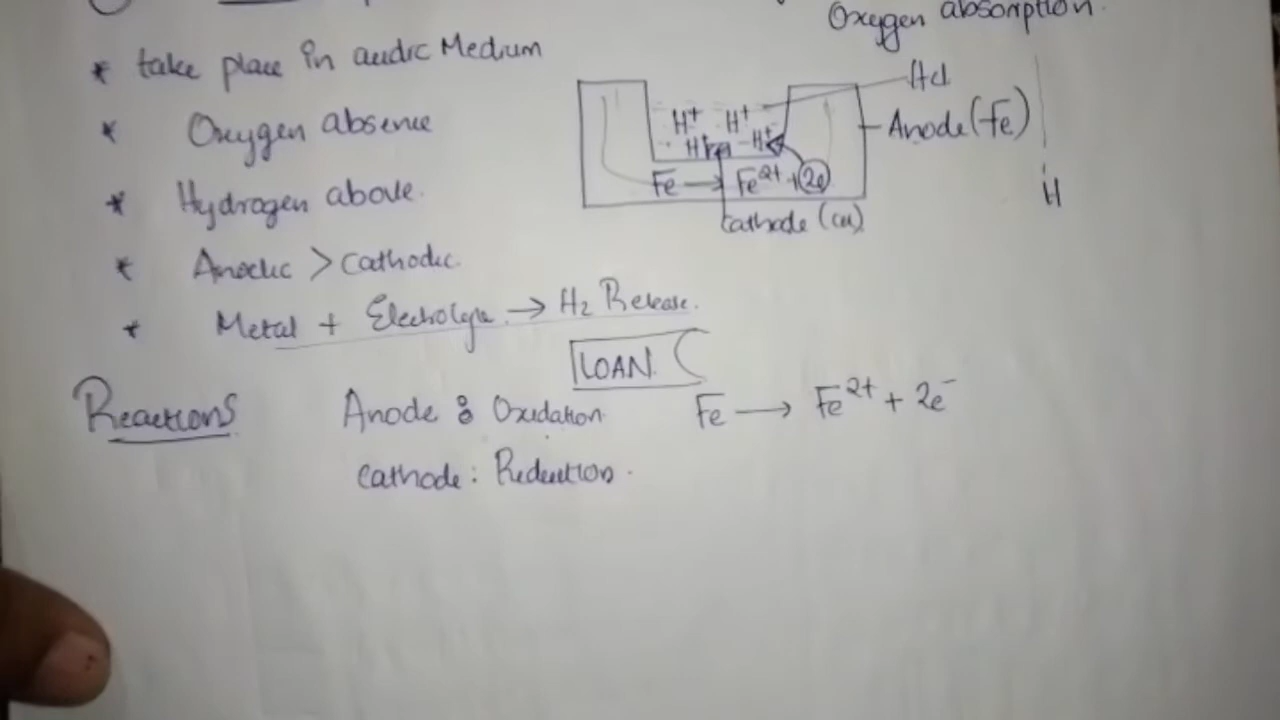 Oxygen absorption.
* take place in acidic Medium
HCl
* Oxygen absence
H+ H+
Anode (Fe)
H+ H+
* Hydrogen above.
Fe → Fe2+ + 2e
H
cathode (cu)
* Anodic > cathodic.
* Metal + Electrolyte → H2 Release.
LOAN
Reactions Anode : Oxidation Fe → Fe2+ + 2e-
cathode : Reduction.